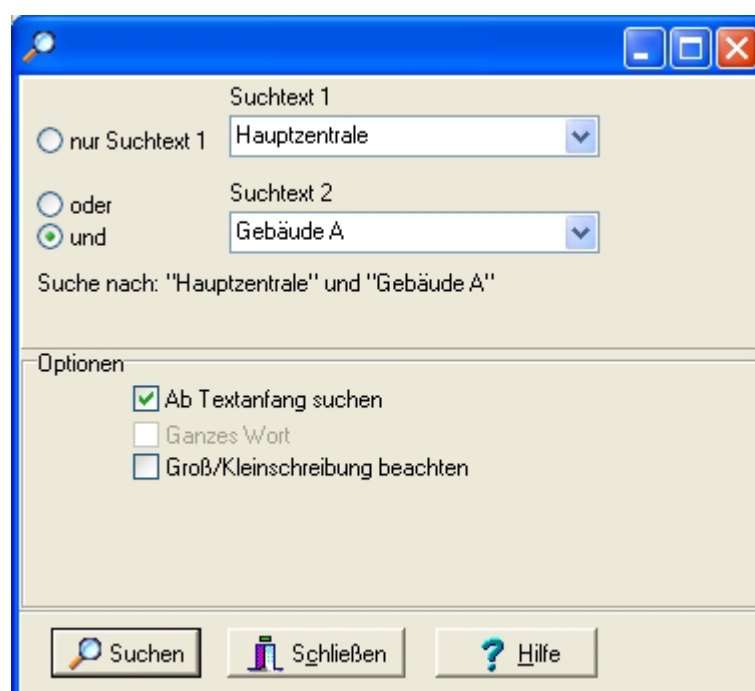 Suchtext 1
nur Suchtext 1
Hauptzentrale
Suchtext 2
oder
und
Gebäude A
Suche nach: "Hauptzentrale" und "Gebäude A"
Optionen
Ab Textanfang suchen
Ganzes Wort
Groß/Kleinschreibung beachten
Suchen
Schließen
Hilfe